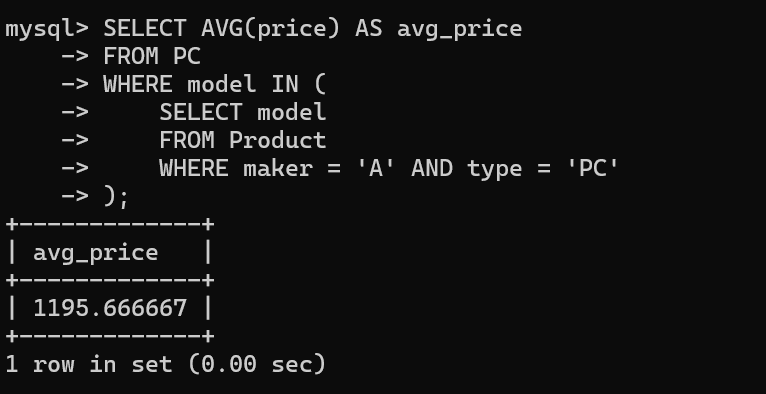 mysql> SELECT AVG(price) AS avg_price
    -> FROM PC
    -> WHERE model IN (
    ->     SELECT model
    ->     FROM Product
    ->     WHERE maker = 'A' AND type = 'PC'
    -> );
+-------------+
| avg_price   |
+-------------+
| 1195.666667 |
+-------------+
1 row in set (0.00 sec)